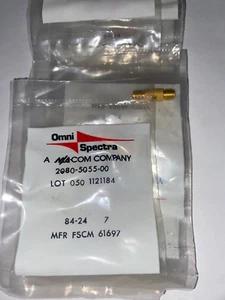 Omni
Spectra
A M/A COM COMPANY
2080-5055-00
LOT 050 1121184
84-24 7
MFR FSCM 61697